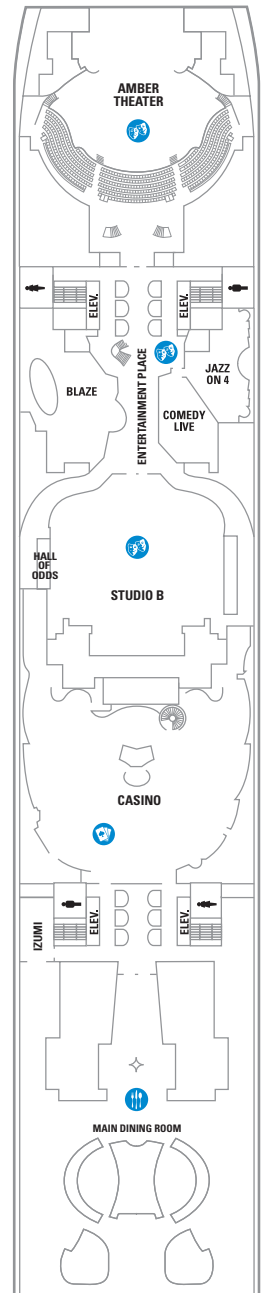 AMBER
THEATER
ELEV.
ELEV.
ENTERTAINMENT PLACE
JAZZ
ON 4
BLAZE
COMEDY
LIVE
HALL
OF
ODDS
STUDIO B
CASINO
IZUMI
ELEV.
ELEV.
MAIN DINING ROOM